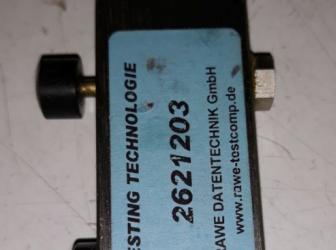 ESTING TECHNOLOGIE
2621203
RAWE DATENTECHNIK GmbH
www.rawe-testcomp.de